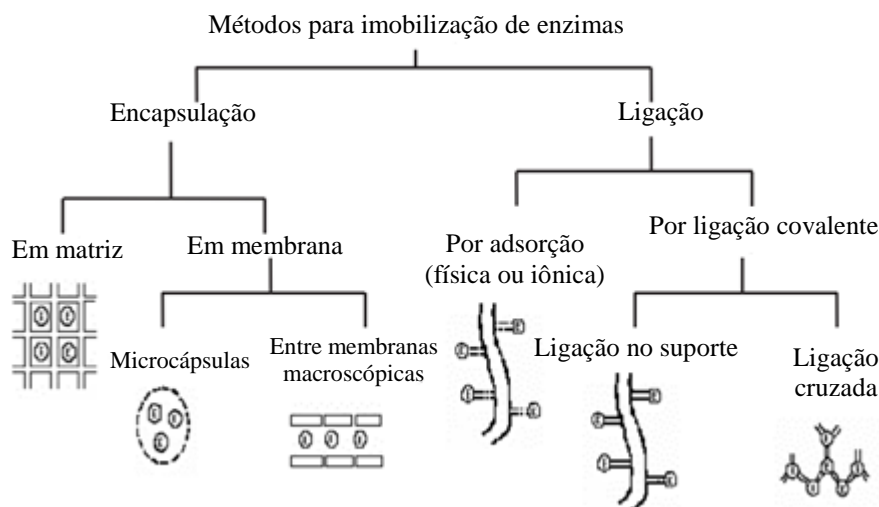 Métodos para imobilização de enzimas
Encapsulação
Ligação
Em matriz
Em membrana
Por adsorção
(física ou iônica)
Por ligação covalente
Microcápsulas
Entre membranas
macroscópicas
Ligação no suporte
Ligação
cruzada